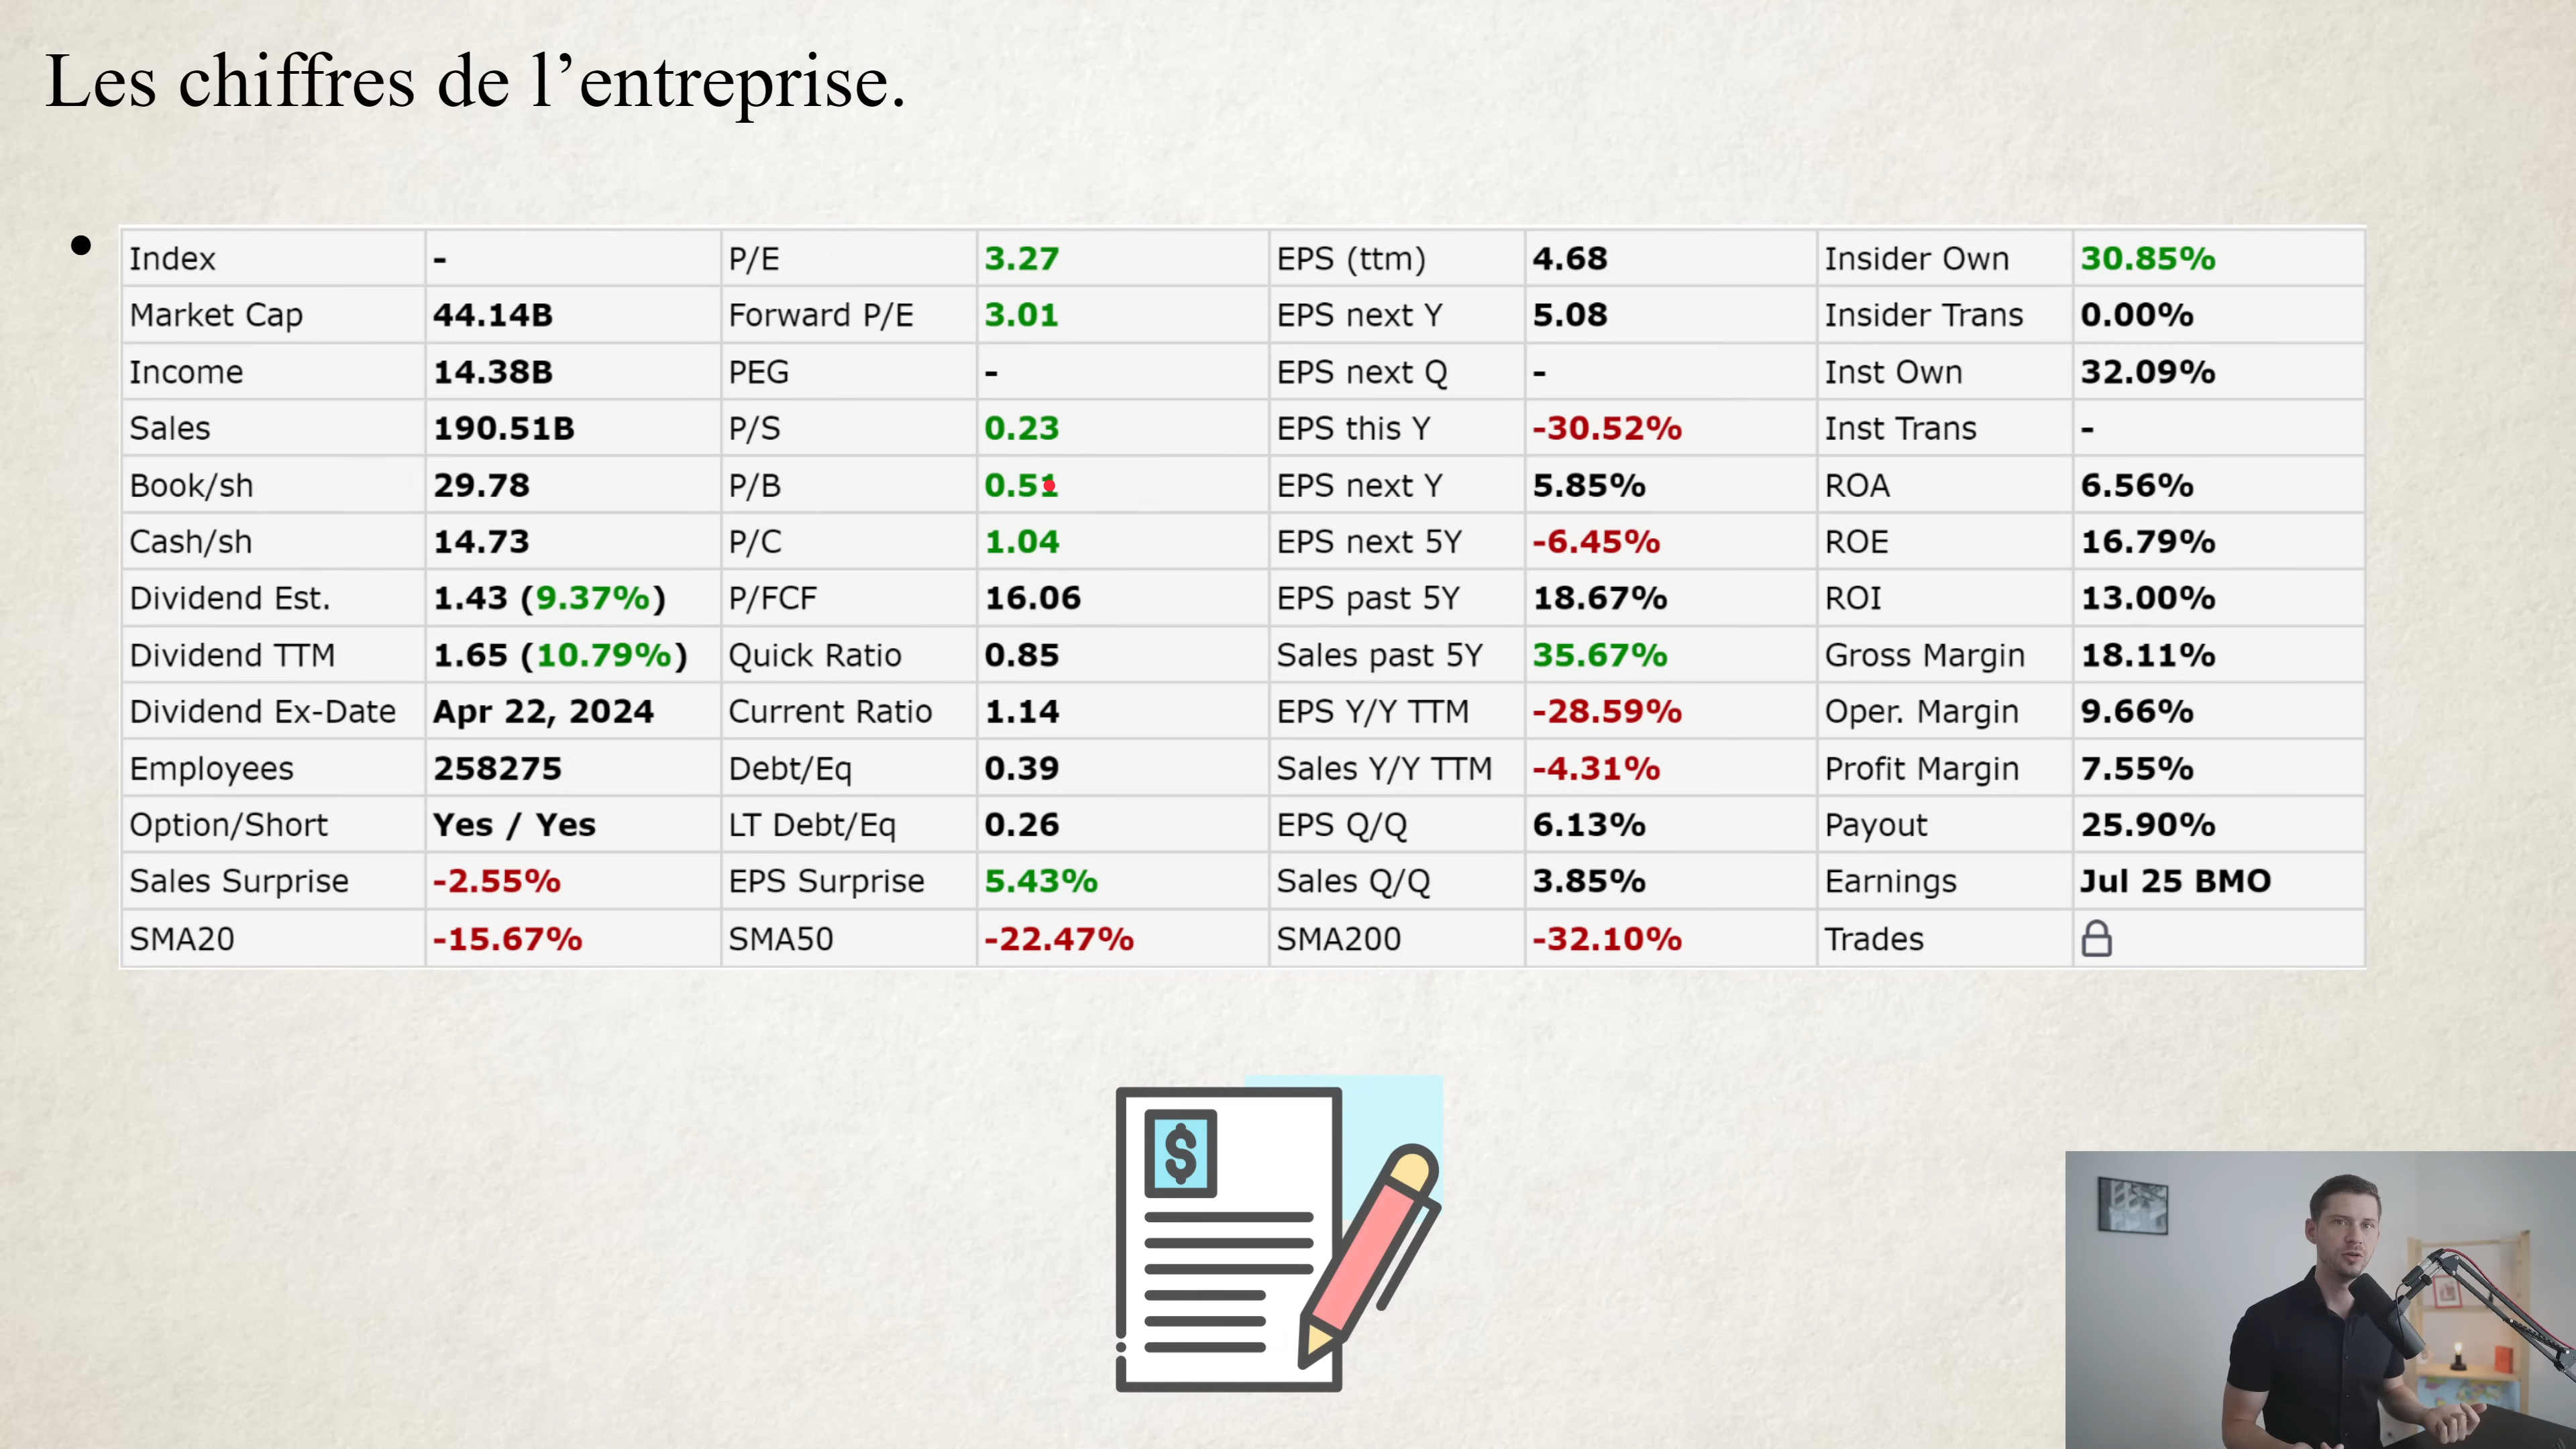 Les chiffres de l’entreprise.
Index - P/E 3.27 EPS (ttm) 4.68 Insider Own 30.85%
Market Cap 44.14B Forward P/E 3.01 EPS next Y 5.08 Insider Trans 0.00%
Income 14.38B PEG - EPS next Q - Inst Own 32.09%
Sales 190.51B P/S 0.23 EPS this Y -30.52% Inst Trans -
Book/sh 29.78 P/B 0.51 EPS next Y 5.85% ROA 6.56%
Cash/sh 14.73 P/C 1.04 EPS next 5Y -6.45% ROE 16.79%
Dividend Est. 1.43 (9.37%) P/FCF 16.06 EPS past 5Y 18.67% ROI 13.00%
Dividend TTM 1.65 (10.79%) Quick Ratio 0.85 Sales past 5Y 35.67% Gross Margin 18.11%
Dividend Ex-Date Apr 22, 2024 Current Ratio 1.14 EPS Y/Y TTM -28.59% Oper. Margin 9.66%
Employees 258275 Debt/Eq 0.39 Sales Y/Y TTM -4.31% Profit Margin 7.55%
Option/Short Yes / Yes LT Debt/Eq 0.26 EPS Q/Q 6.13% Payout 25.90%
Sales Surprise -2.55% EPS Surprise 5.43% Sales Q/Q 3.85% Earnings Jul 25 BMO
SMA20 -15.67% SMA50 -22.47% SMA200 -32.10% Trades
$